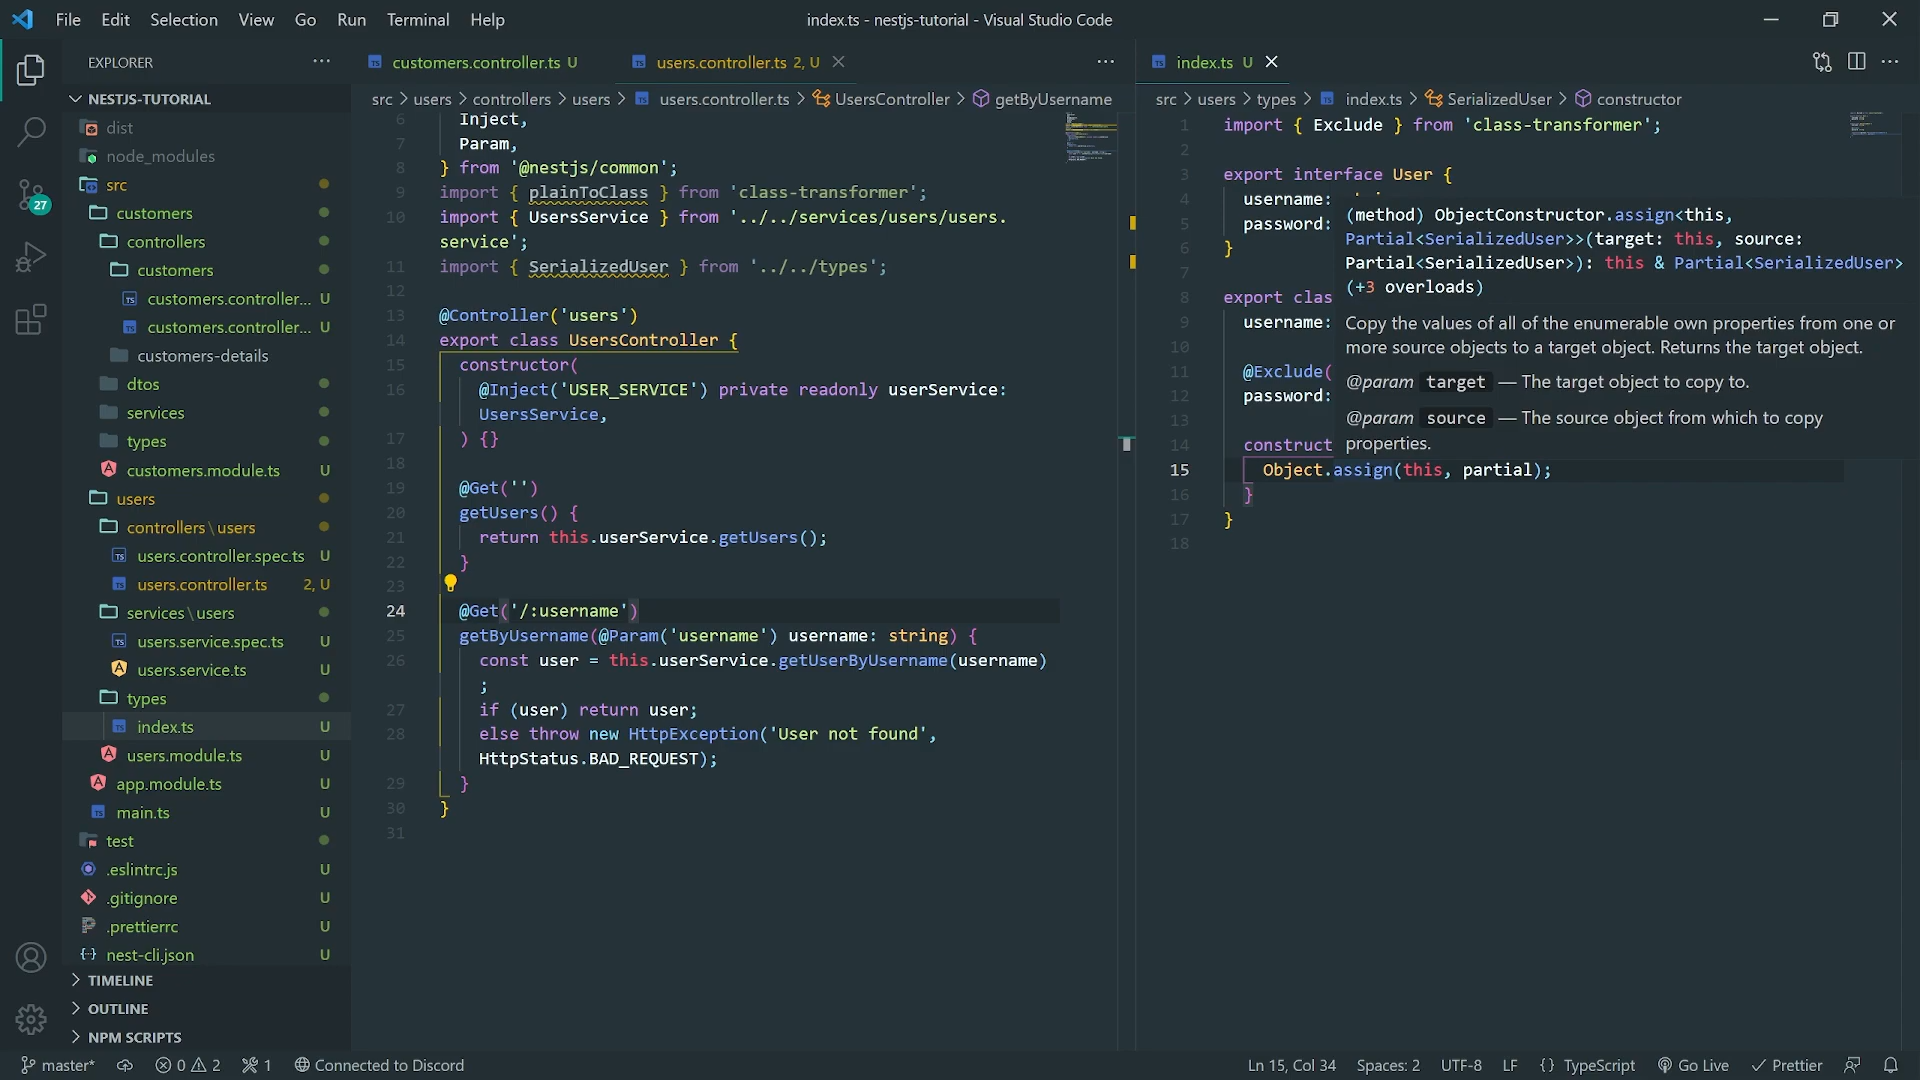 File Edit Selection View Go Run Terminal Help
index.ts - nestjs-tutorial - Visual Studio Code
EXPLORER
NESTJS-TUTORIAL
dist
node_modules
src
customers
controllers
customers
customers.controller... U
customers.controller... U
customers-details
dtos
services
types
customers.module.ts U
users
controllers\users
users.controller.spec.ts U
users.controller.ts 2, U
services\users
users.service.spec.ts U
users.service.ts U
types
index.ts U
users.module.ts U
app.module.ts U
main.ts U
test
.eslintrc.js U
.gitignore U
.prettierrc U
nest-cli.json U
TIMELINE
OUTLINE
NPM SCRIPTS
27
customers.controller.ts U users.controller.ts 2, U
src > users > controllers > users > users.controller.ts > UsersController > getByUsername
6 Inject,
7 Param,
8 } from '@nestjs/common';
9 import { plainToClass } from 'class-transformer';
10 import { UsersService } from '../../services/users/users.
service';
11 import { SerializedUser } from '../../types';
12
13 @Controller('users')
14 export class UsersController {
15 constructor(
16 @Inject('USER_SERVICE') private readonly userService:
UsersService,
17 ) {}
18
19 @Get('')
20 getUsers() {
21 return this.userService.getUsers();
22 }
23
24 @Get('/:username')
25 getByUsername(@Param('username') username: string) {
26 const user = this.userService.getUserByUsername(username)
;
27 if (user) return user;
28 else throw new HttpException('User not found',
HttpStatus.BAD_REQUEST);
29 }
30 }
31
index.ts U
src > users > types > index.ts > SerializedUser > constructor
1 import { Exclude } from 'class-transformer';
2
3 export interface User {
4 username:
5 password:
6 }
7
8 export clas
9 username:
10
11 @Exclude(
12 password:
13
14 construct
15 Object.assign(this, partial);
16 }
17 }
18
(method) ObjectConstructor.assign<this,
Partial<SerializedUser>>(target: this, source:
Partial<SerializedUser>): this & Partial<SerializedUser>
(+3 overloads)
Copy the values of all of the enumerable own properties from one or
more source objects to a target object. Returns the target object.
@param target — The target object to copy to.
@param source — The source object from which to copy
properties.
master* 0 2 1 Connected to Discord
Ln 15, Col 34 Spaces: 2 UTF-8 LF {} TypeScript Go Live Prettier